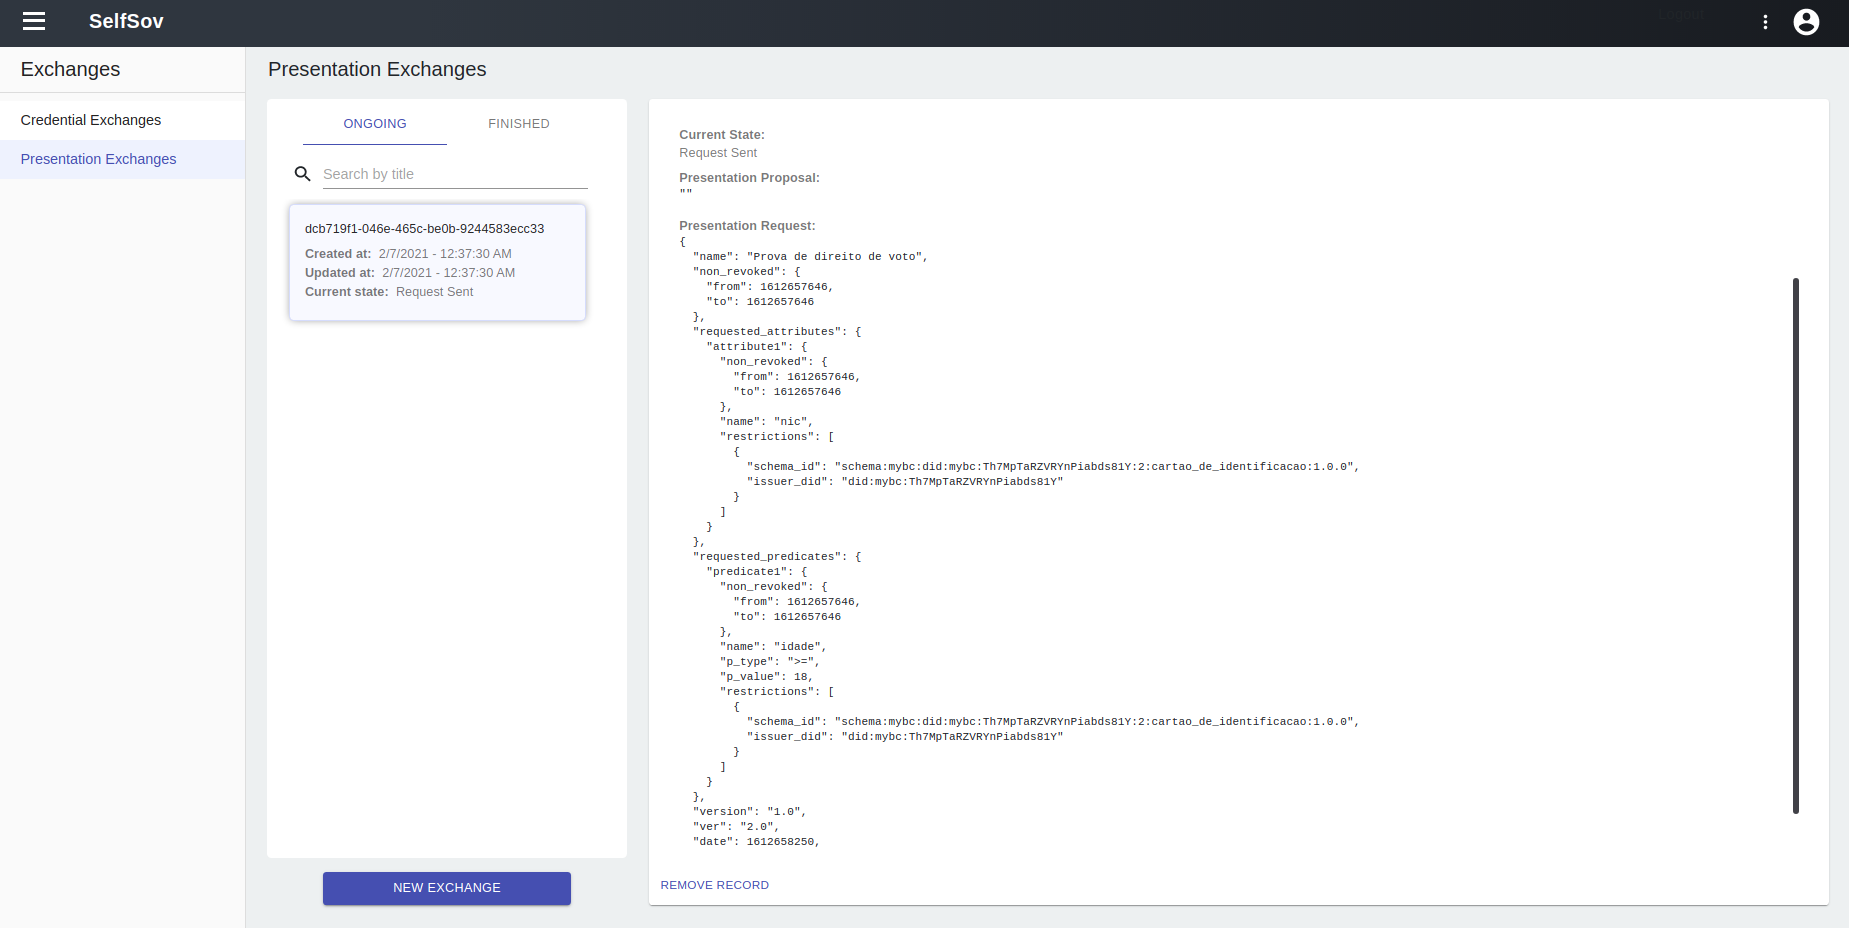 SelfSov
Exchanges
Credential Exchanges
Presentation Exchanges
Presentation Exchanges
ONGOING FINISHED
Search by title
dcb719f1-046e-465c-be0b-9244583ecc33
Created at: 2/7/2021 - 12:37:30 AM
Updated at: 2/7/2021 - 12:37:30 AM
Current state: Request Sent
NEW EXCHANGE
Current State:
Request Sent
Presentation Proposal:
""
Presentation Request:
{
  "name": "Prova de direito de voto",
  "non_revoked": {
    "from": 1612657646,
    "to": 1612657646
  },
  "requested_attributes": {
    "attribute1": {
      "non_revoked": {
        "from": 1612657646,
        "to": 1612657646
      },
      "name": "nic",
      "restrictions": [
        {
          "schema_id": "schema:mybc:did:mybc:Th7MpTaRZVRYnPiabds81Y:2:cartao_de_identificacao:1.0.0",
          "issuer_did": "did:mybc:Th7MpTaRZVRYnPiabds81Y"
        }
      ]
    }
  },
  "requested_predicates": {
    "predicate1": {
      "non_revoked": {
        "from": 1612657646,
        "to": 1612657646
      },
      "name": "idade",
      "p_type": ">=",
      "p_value": 18,
      "restrictions": [
        {
          "schema_id": "schema:mybc:did:mybc:Th7MpTaRZVRYnPiabds81Y:2:cartao_de_identificacao:1.0.0",
          "issuer_did": "did:mybc:Th7MpTaRZVRYnPiabds81Y"
        }
      ]
    }
  },
  "version": "1.0",
  "ver": "2.0",
  "date": 1612658250,
REMOVE RECORD